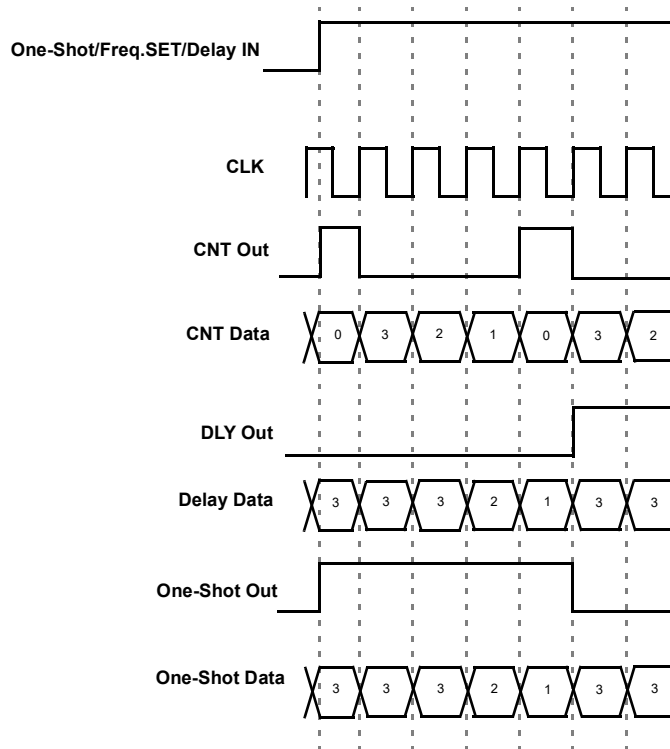 One-Shot/Freq.SET/Delay IN
CLK
CNT Out
CNT Data
0 3 2 1 0 3 2
DLY Out
Delay Data
3 3 3 2 1 3 3
One-Shot Out
One-Shot Data
3 3 3 2 1 3 3